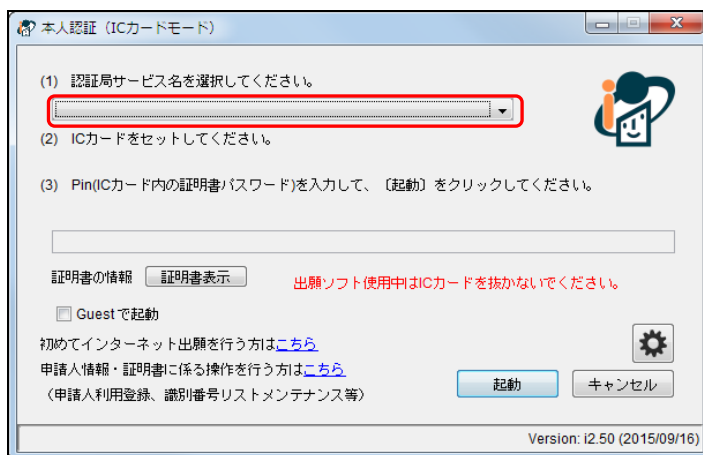 本人認証（ICカードモード）
(1) 認証局サービス名を選択してください。
(2) ICカードをセットしてください。
(3) Pin(ICカード内の証明書パスワード)を入力して、〔起動〕をクリックしてください。
証明書の情報 証明書表示 出願ソフト使用中はICカードを抜かないでください。
Guestで起動
初めてインターネット出願を行う方はこちら
申請人情報・証明書に係る操作を行う方はこちら
（申請人利用登録、識別番号リストメンテナンス等）
起動 キャンセル
Version: i2.50 (2015/09/16)